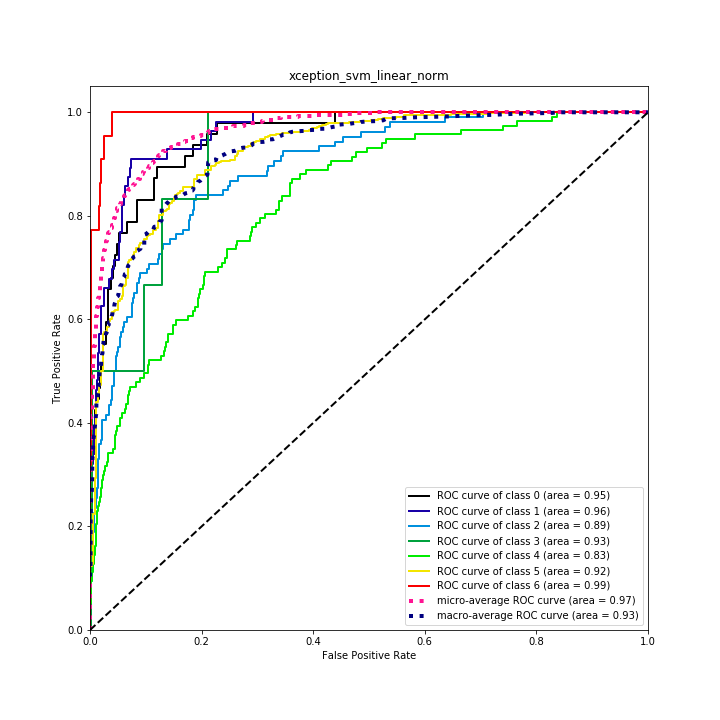 xception_svm_linear_norm
True Positive Rate
1.0
0.8
0.6
0.4
0.2
0.0
ROC curve of class 0 (area = 0.95)
ROC curve of class 1 (area = 0.96)
ROC curve of class 2 (area = 0.89)
ROC curve of class 3 (area = 0.93)
ROC curve of class 4 (area = 0.83)
ROC curve of class 5 (area = 0.92)
ROC curve of class 6 (area = 0.99)
micro-average ROC curve (area = 0.97)
macro-average ROC curve (area = 0.93)
0.0 0.2 0.4 0.6 0.8 1.0
False Positive Rate